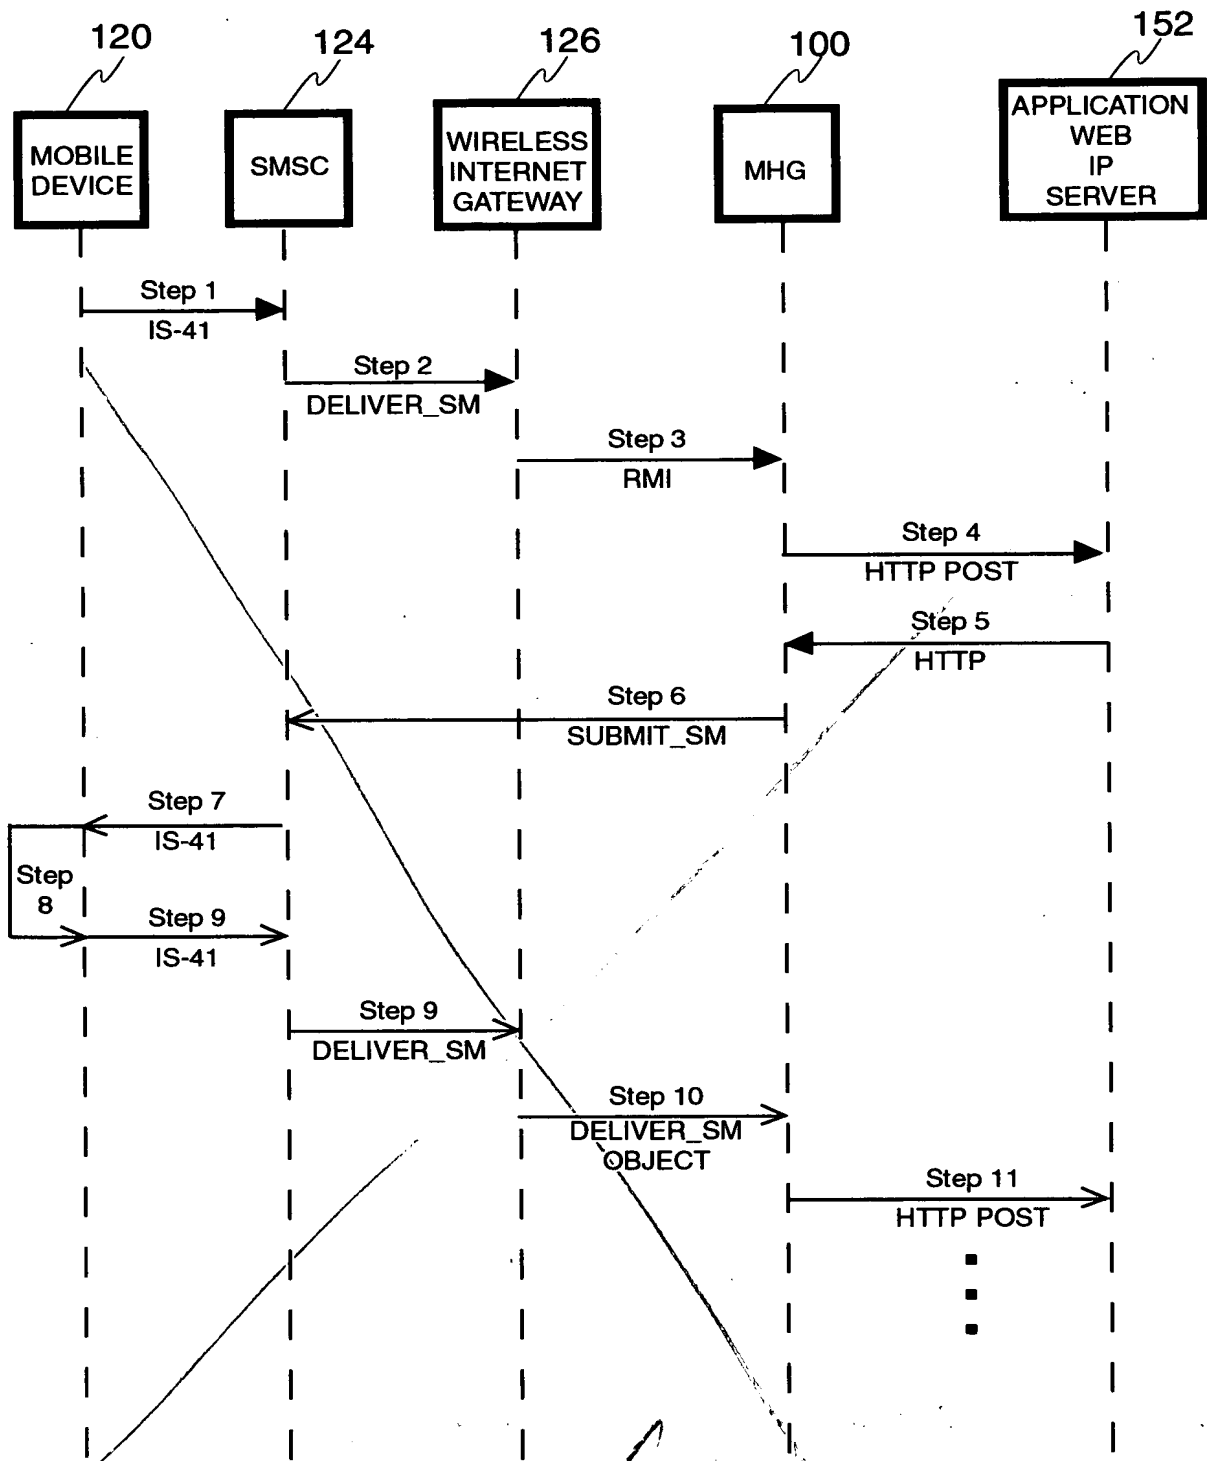 120
124
126
100
152
MOBILE
DEVICE
SMSC
WIRELESS
INTERNET
GATEWAY
MHG
APPLICATION
WEB
IP
SERVER
Step 1
IS-41
Step 2
DELIVER_SM
Step 3
RMI
Step 4
HTTP POST
Step 5
HTTP
Step 6
SUBMIT_SM
Step 7
IS-41
Step
8
Step 9
IS-41
Step 9
DELIVER_SM
Step 10
DELIVER_SM
OBJECT
Step 11
HTTP POST